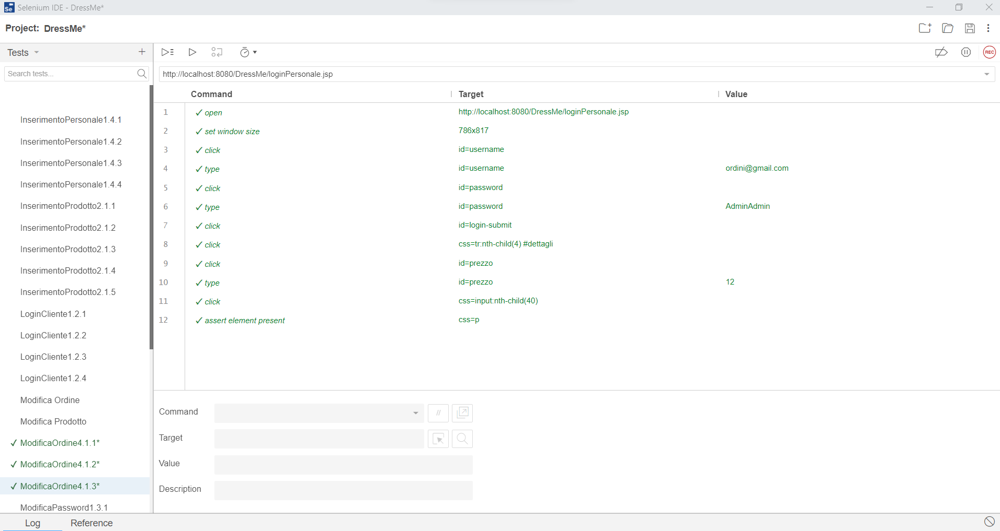 Selenium IDE - DressMe*
Project: DressMe*
Tests
Search tests...
InserimentoPersonale1.4.1
InserimentoPersonale1.4.2
InserimentoPersonale1.4.3
InserimentoPersonale1.4.4
InserimentoProdotto2.1.1
InserimentoProdotto2.1.2
InserimentoProdotto2.1.3
InserimentoProdotto2.1.4
InserimentoProdotto2.1.5
LoginCliente1.2.1
LoginCliente1.2.2
LoginCliente1.2.3
LoginCliente1.2.4
Modifica Ordine
Modifica Prodotto
✓ ModificaOrdine4.1.1*
✓ ModificaOrdine4.1.2*
✓ ModificaOrdine4.1.3*
ModificaPassword1.3.1
REC
http://localhost:8080/DressMe/loginPersonale.jsp
Command Target Value
1 ✓ open http://localhost:8080/DressMe/loginPersonale.jsp
2 ✓ set window size 786x817
3 ✓ click id=username
4 ✓ type id=username ordini@gmail.com
5 ✓ click id=password
6 ✓ type id=password AdminAdmin
7 ✓ click id=login-submit
8 ✓ click css=tr:nth-child(4) #dettagli
9 ✓ click id=prezzo
10 ✓ type id=prezzo 12
11 ✓ click css=input:nth-child(40)
12 ✓ assert element present css=p
Command //
Target
Value
Description
Log Reference